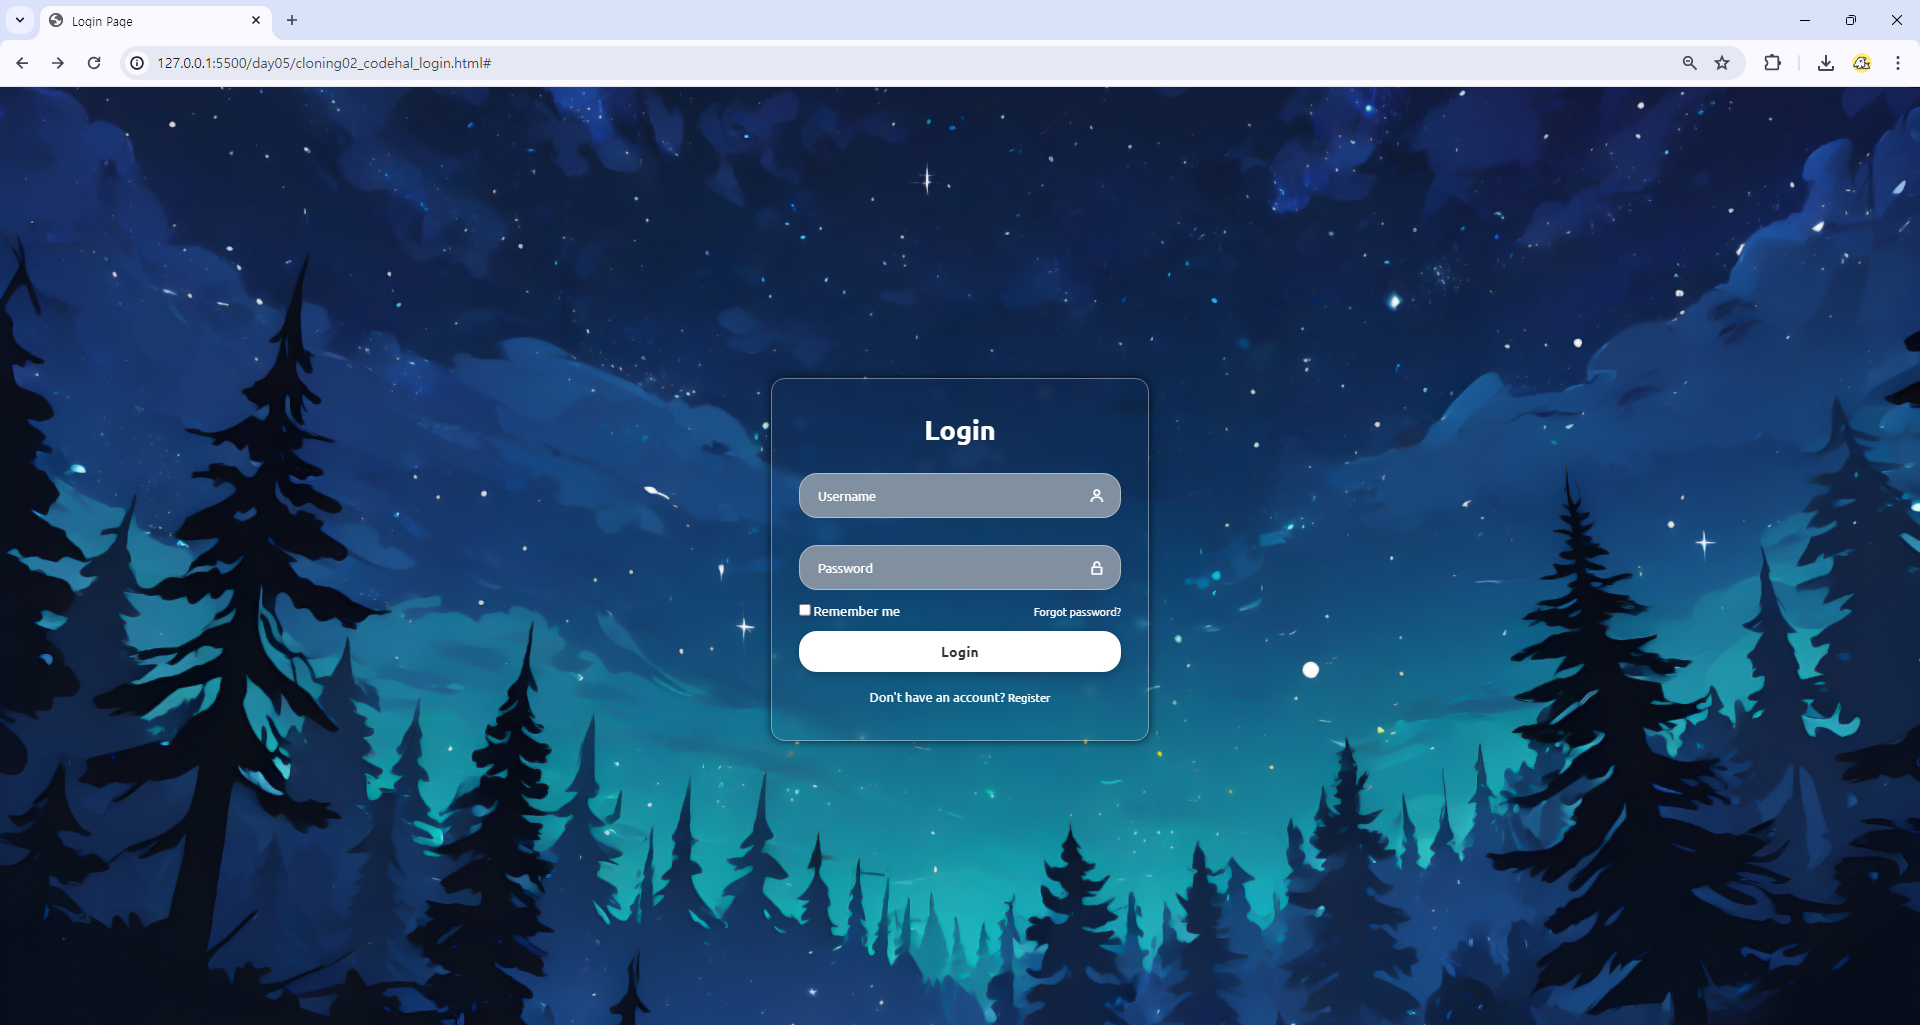 Login Page
127.0.0.1:5500/day05/cloning02_codehal_login.html#
Login
Username
Password
Remember me
Forgot password?
Login
Don't have an account? Register